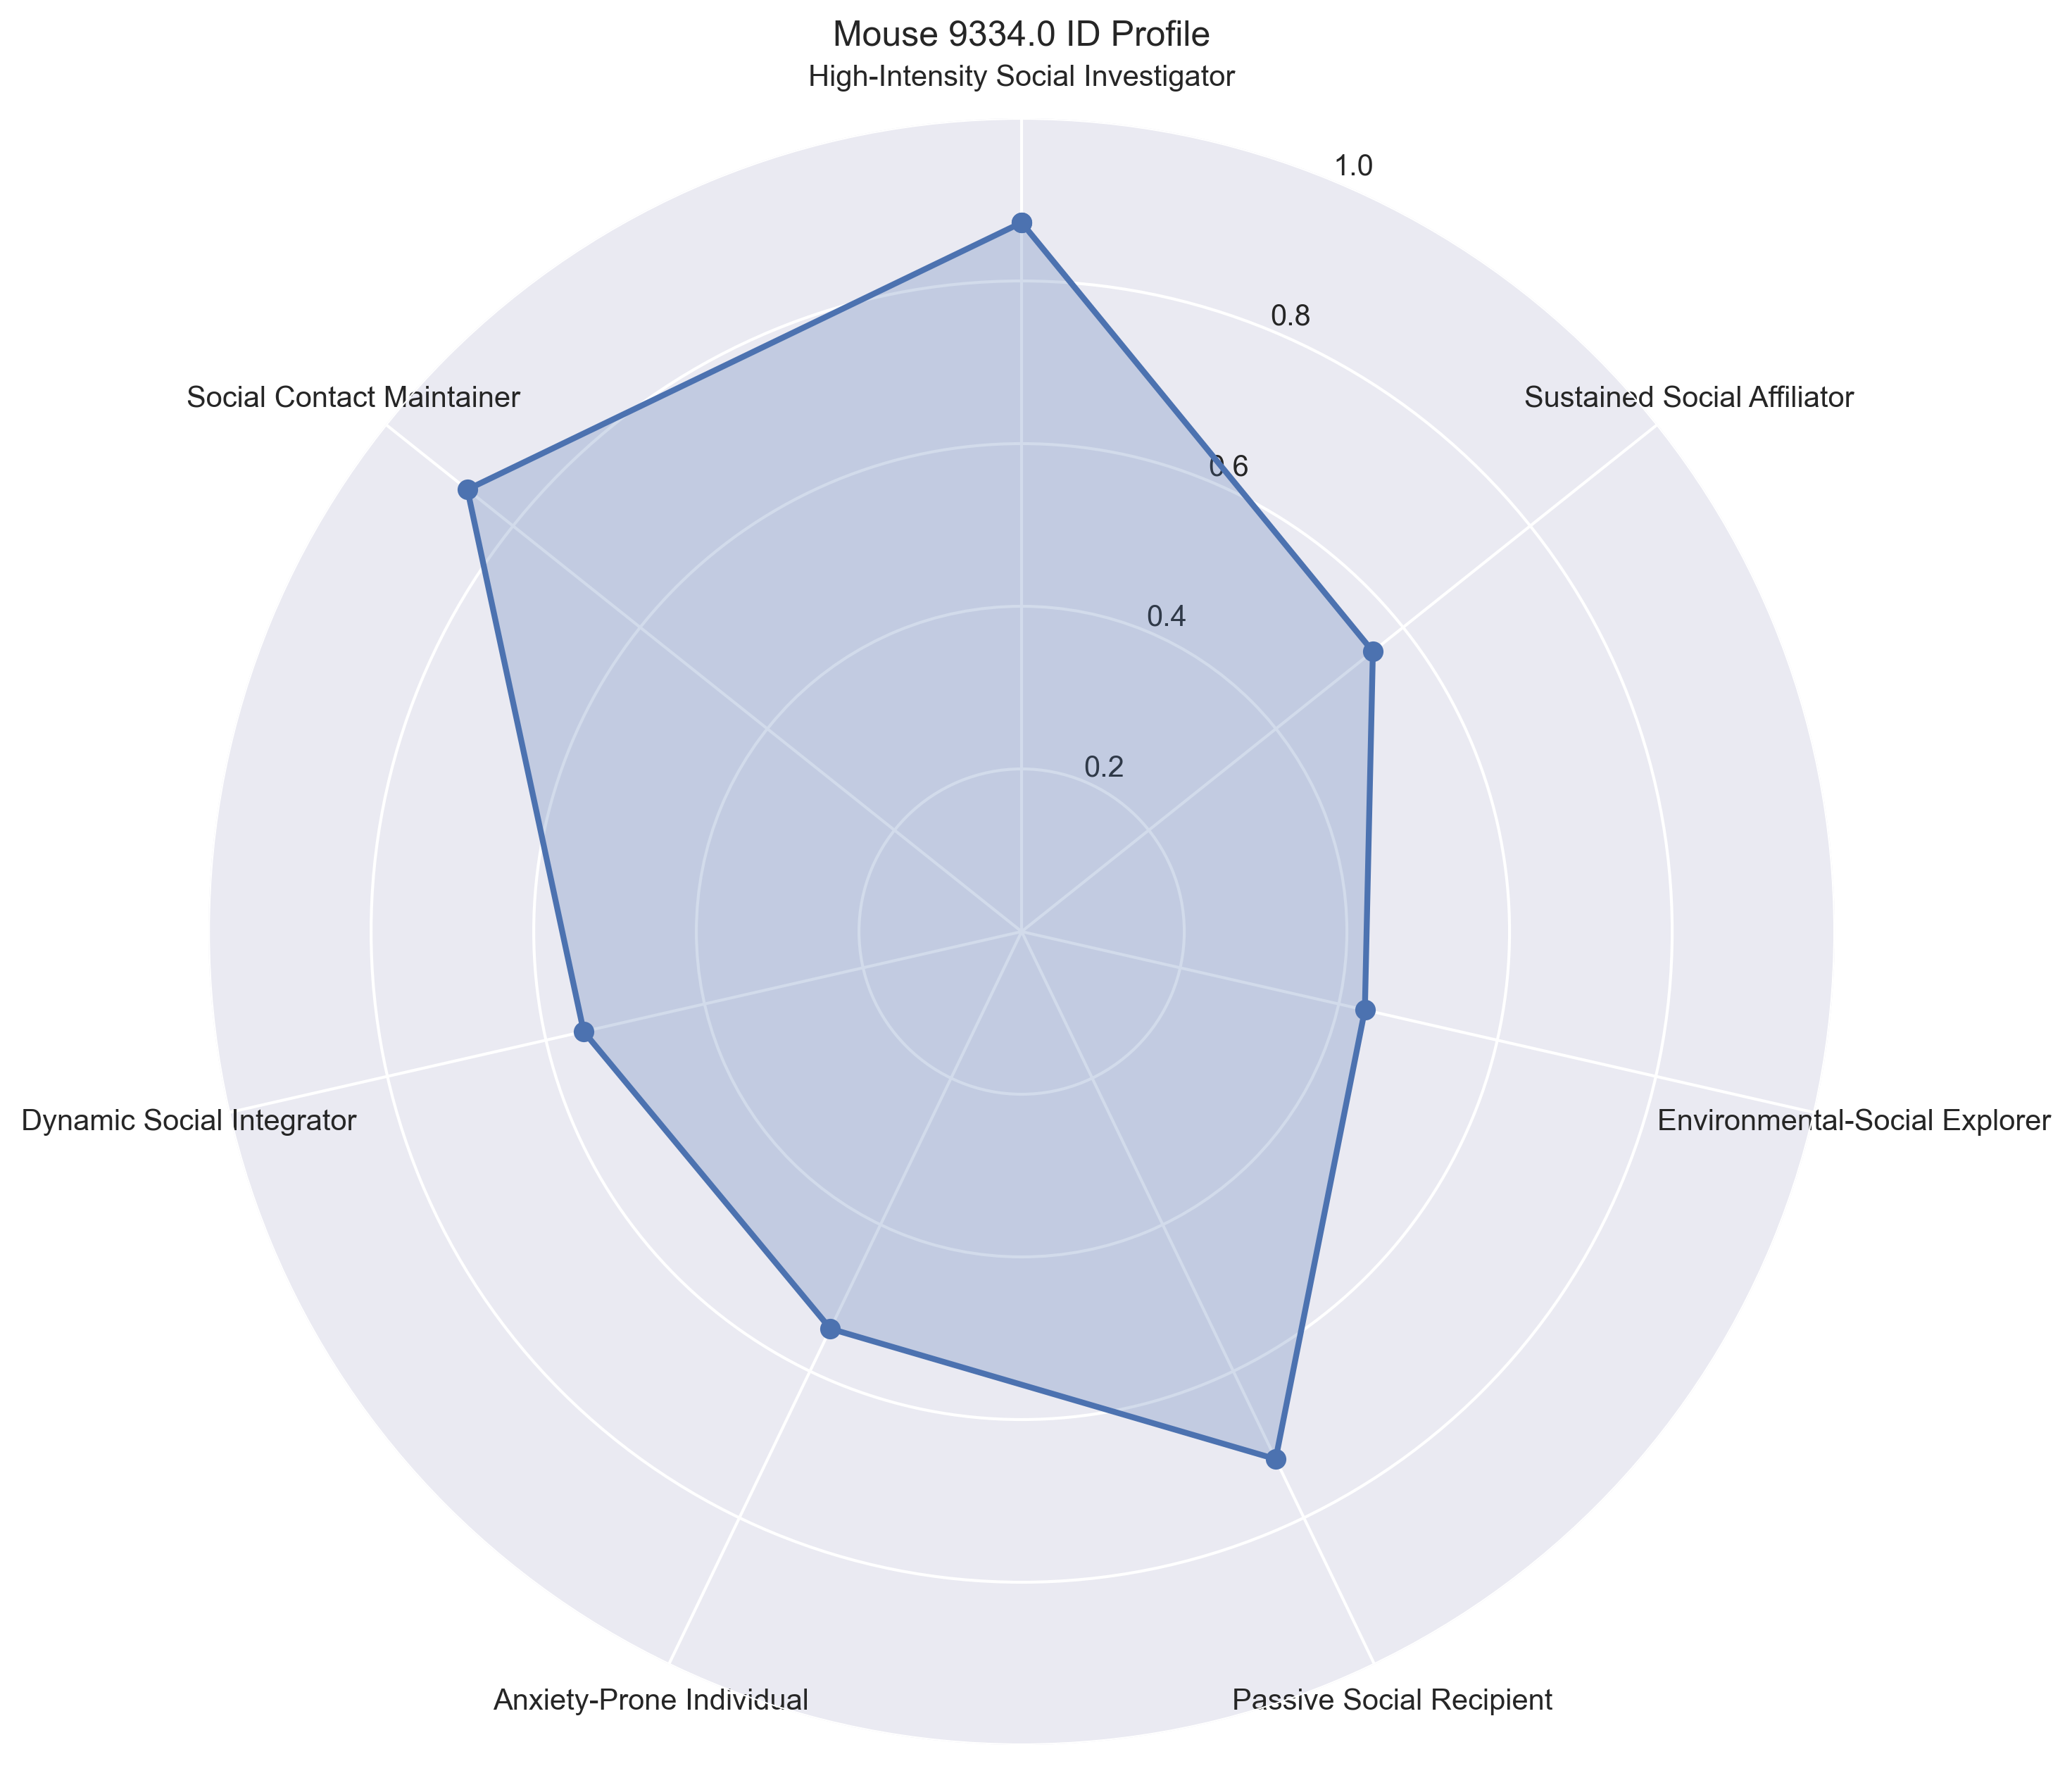 Mouse 9334.0 ID Profile
High-Intensity Social Investigator
1.0
0.8
Social Contact Maintainer
Sustained Social Affiliator
0.6
0.4
0.2
Dynamic Social Integrator
Environmental-Social Explorer
Anxiety-Prone Individual
Passive Social Recipient